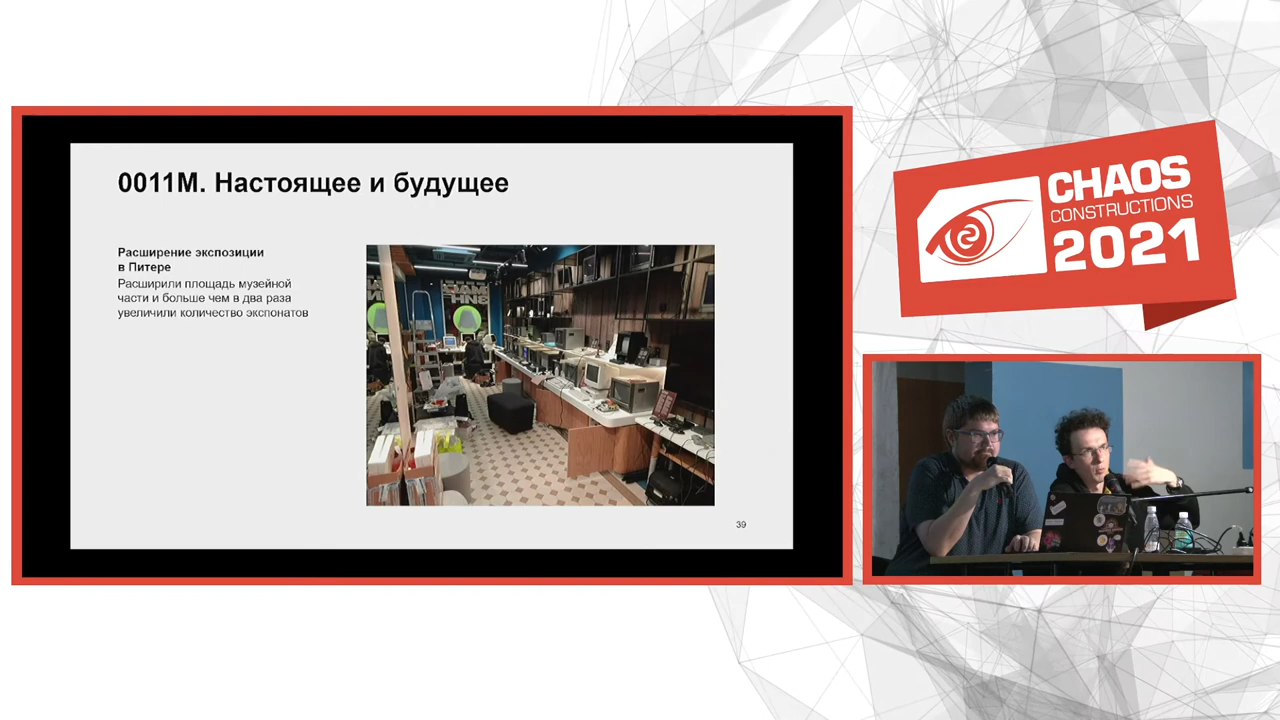 0011М. Настоящее и будущее
Расширение экспозиции
в Питере
Расширили площадь музейной
части и больше чем в два раза
увеличили количество экспонатов
39
CHAOS
CONSTRUCTIONS
2021